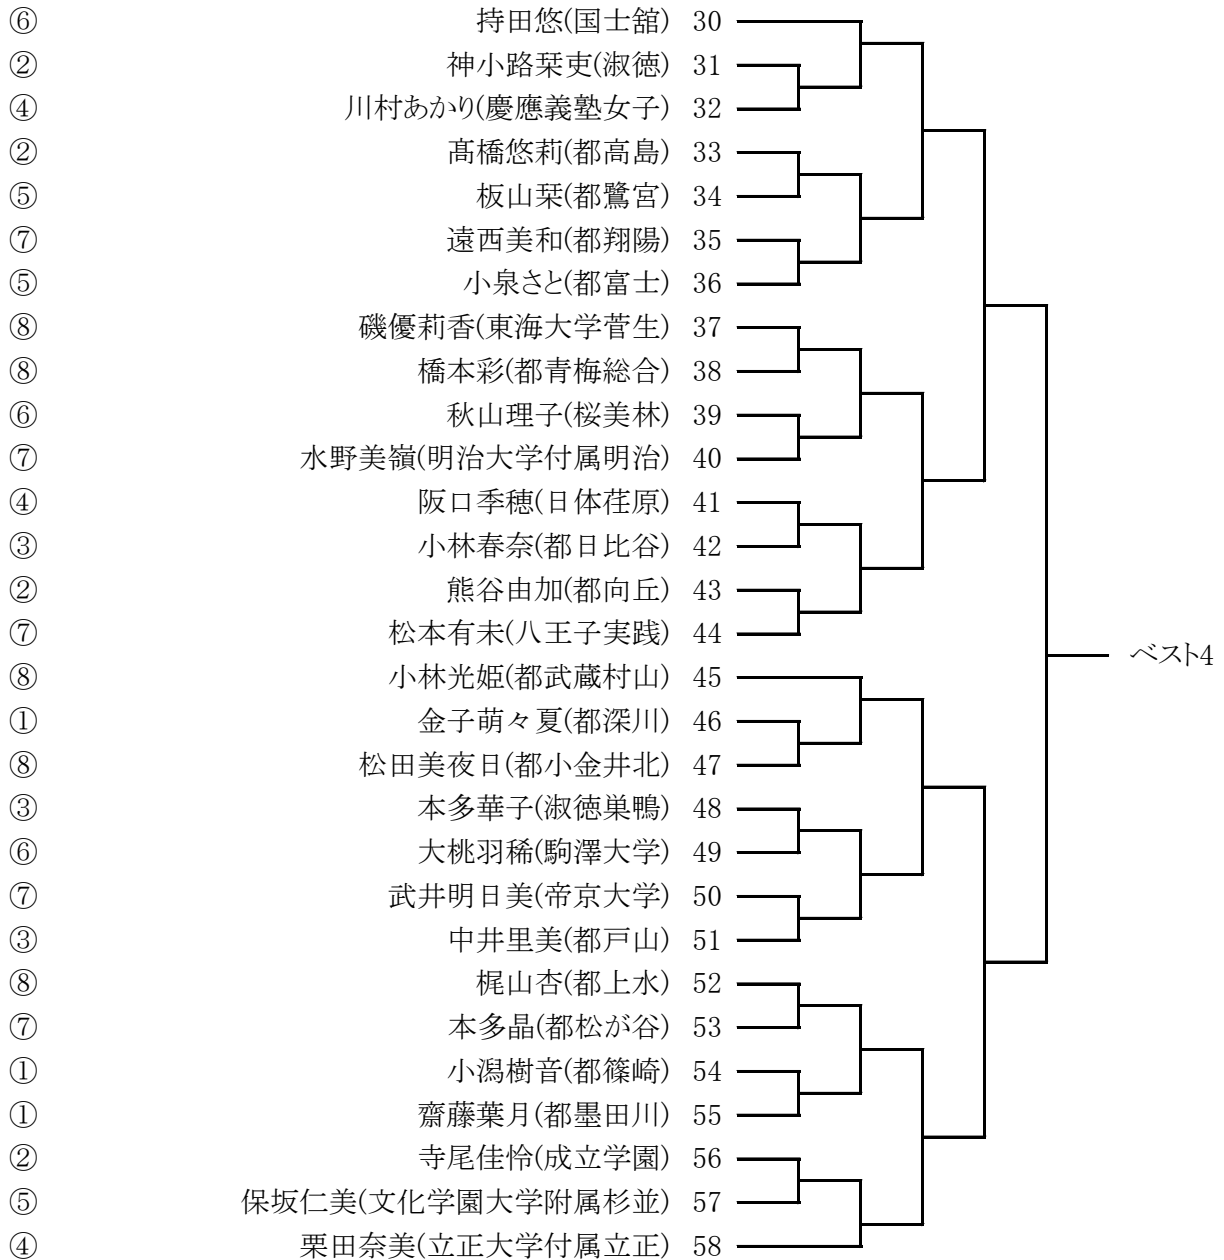 ⑥ 持田悠(国士舘) 30
② 神小路栞吏(淑徳) 31
④ 川村あかり(慶應義塾女子) 32
② 髙橋悠莉(都高島) 33
⑤ 板山栞(都鷺宮) 34
⑦ 遠西美和(都翔陽) 35
⑤ 小泉さと(都富士) 36
⑧ 磯優莉香(東海大学菅生) 37
⑧ 橋本彩(都青梅総合) 38
⑥ 秋山理子(桜美林) 39
⑦ 水野美嶺(明治大学付属明治) 40
④ 阪口季穂(日体荏原) 41
③ 小林春奈(都日比谷) 42
② 熊谷由加(都向丘) 43
⑦ 松本有未(八王子実践) 44
ベスト4
⑧ 小林光姫(都武蔵村山) 45
① 金子萌々夏(都深川) 46
⑧ 松田美夜日(都小金井北) 47
③ 本多華子(淑徳巣鴨) 48
⑥ 大桃羽稀(駒澤大学) 49
⑦ 武井明日美(帝京大学) 50
③ 中井里美(都戸山) 51
⑧ 梶山杏(都上水) 52
⑦ 本多晶(都松が谷) 53
① 小潟樹音(都篠崎) 54
① 齋藤葉月(都墨田川) 55
② 寺尾佳怜(成立学園) 56
⑤ 保坂仁美(文化学園大学附属杉並) 57
④ 栗田奈美(立正大学付属立正) 58